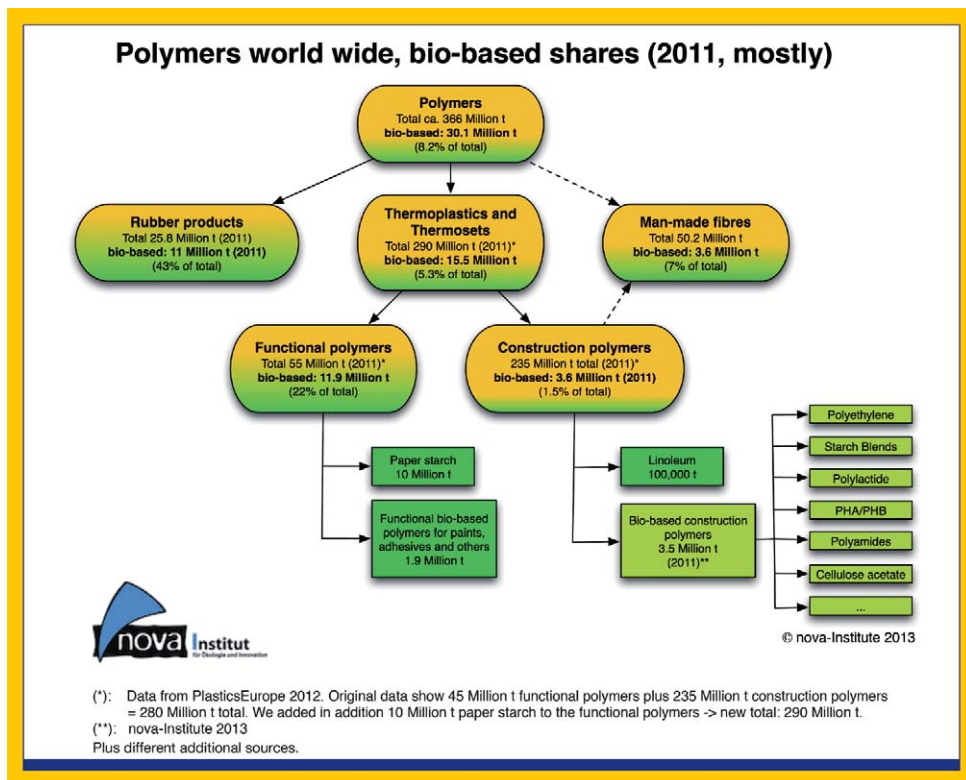 Polymers world wide, bio-based shares (2011, mostly)
Polymers
Total ca. 366 Million t
bio-based: 30.1 Million t
(8.2% of total)
Rubber products
Total 25.8 Million t (2011)
bio-based: 11 Million t (2011)
(43% of total)
Thermoplastics and
Thermosets
Total 290 Million t (2011)*
bio-based: 15.5 Million t
(5.3% of total)
Man-made fibres
Total 50.2 Million t
bio-based: 3.6 Million t
(7% of total)
Functional polymers
Total 55 Million t (2011)*
bio-based: 11.9 Million t
(22% of total)
Construction polymers
235 Million t total (2011)*
bio-based: 3.6 Million t (2011)
(1.5% of total)
Paper starch
10 Million t
Functional bio-based
polymers for paints,
adhesives and others
1.9 Million t
Linoleum
100,000 t
Bio-based construction
polymers
3.5 Million t
(2011)**
Polyethylene
Starch Blends
Polylactide
PHA/PHB
Polyamides
Cellulose acetate
...
nova Institut
für Ökologie und Innovation
© nova-Institute 2013
(*): Data from PlasticsEurope 2012. Original data show 45 Million t functional polymers plus 235 Million t construction polymers
= 280 Million t total. We added in addition 10 Million t paper starch to the functional polymers -> new total: 290 Million t.
(**): nova-Institute 2013
Plus different additional sources.